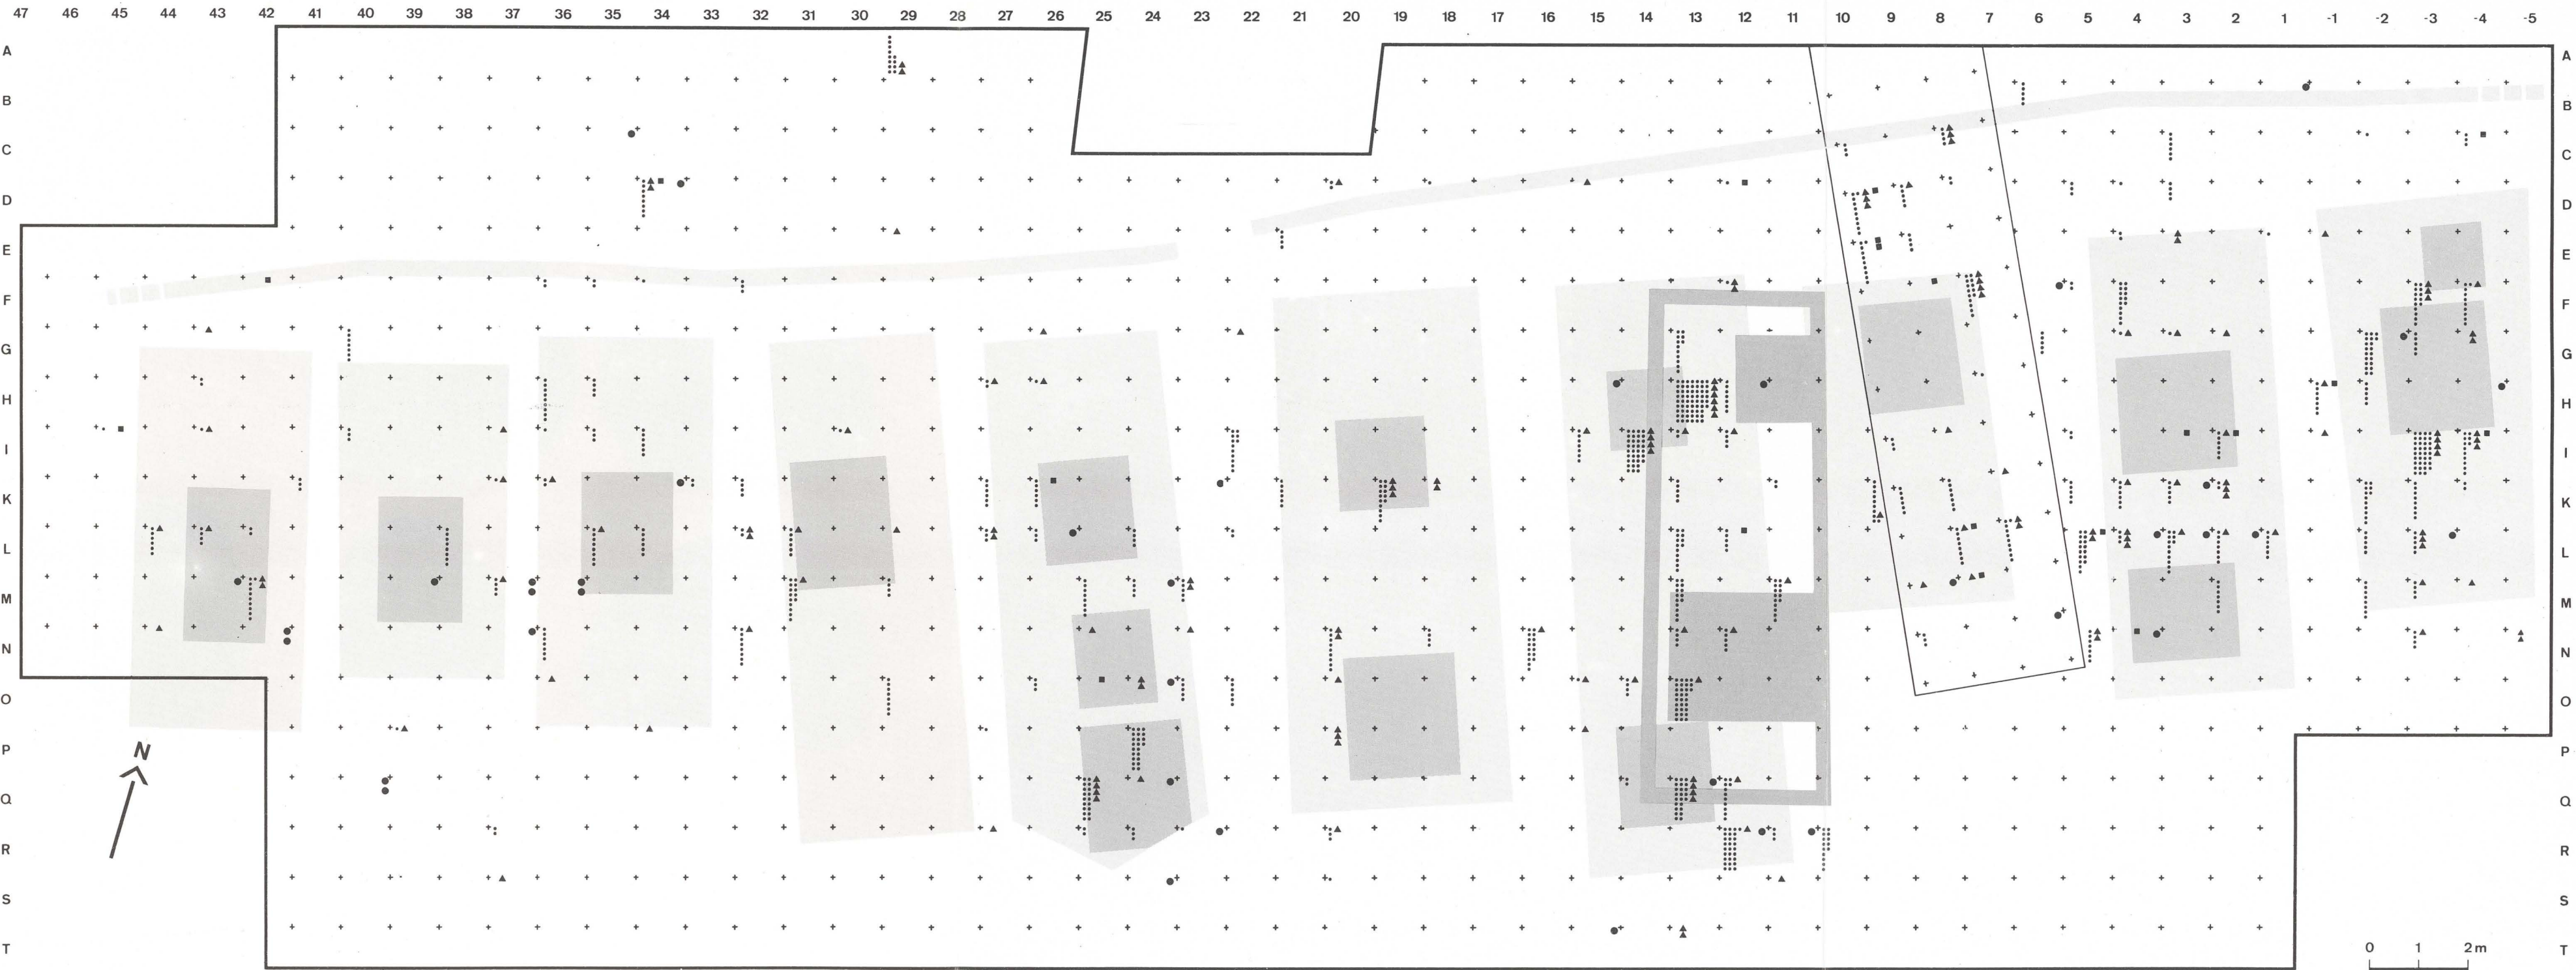 47 46 45 44 43 42 41 40 39 38 37 36 35 34 33 32 31 30 29 28 27 26 25 24 23 22 21 20 19 18 17 16 15 14 13 12 11 10 9 8 7 6 5 4 3 2 1 -1 -2 -3 -4 -5
A A
B B
C C
D D
E E
F F
G G
H H
I I
K K
L L
M M
N N
O O
P N P
Q Q
R R
S S
0 1 2m
T T